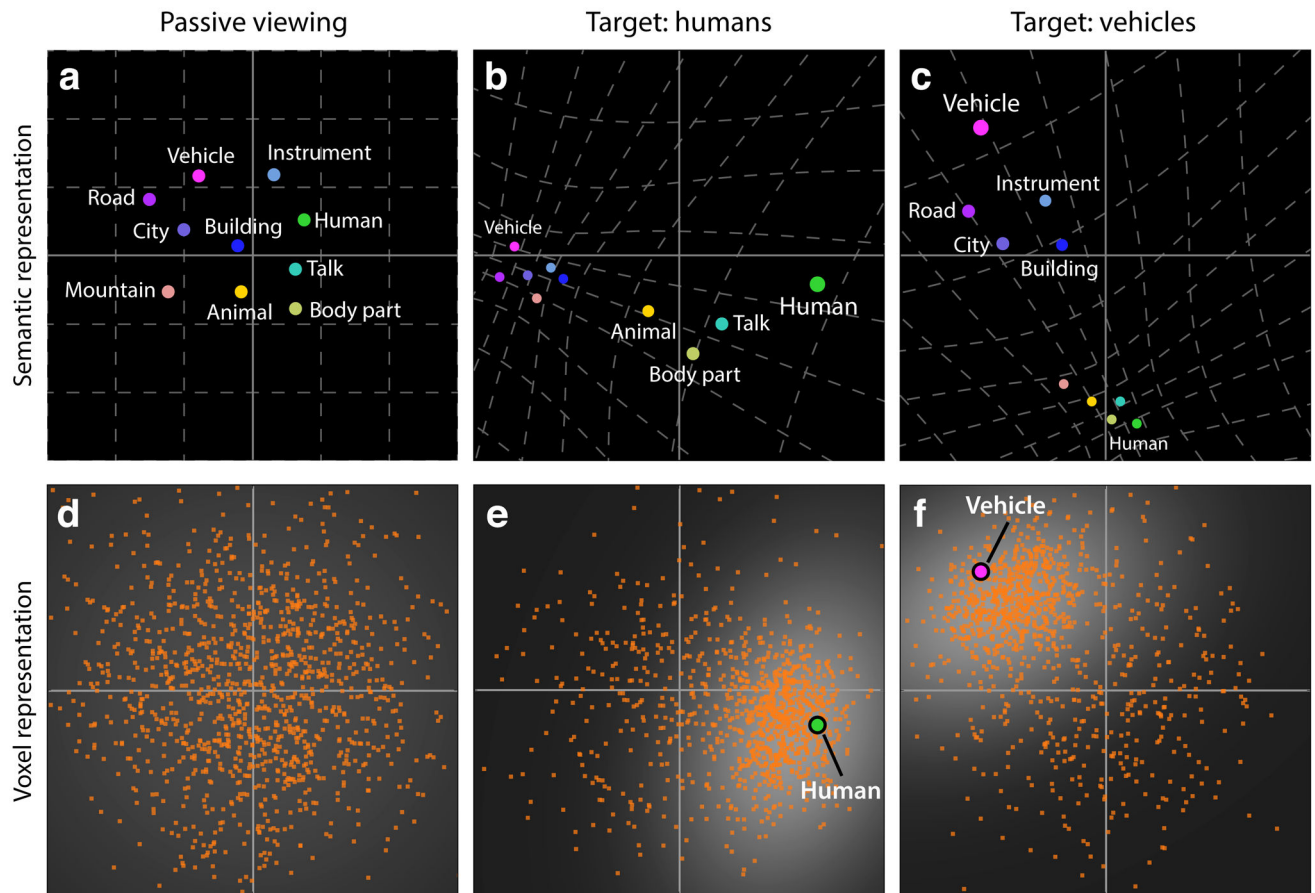 Passive viewing
Target: humans
Target: vehicles
Semantic representation
a
Vehicle
Instrument
Road
City
Building
Human
Talk
Mountain
Animal
Body part
b
Vehicle
Human
Animal
Talk
Body part
c
Vehicle
Instrument
Road
City
Building
Human
Voxel representation
d
e
Human
f
Vehicle